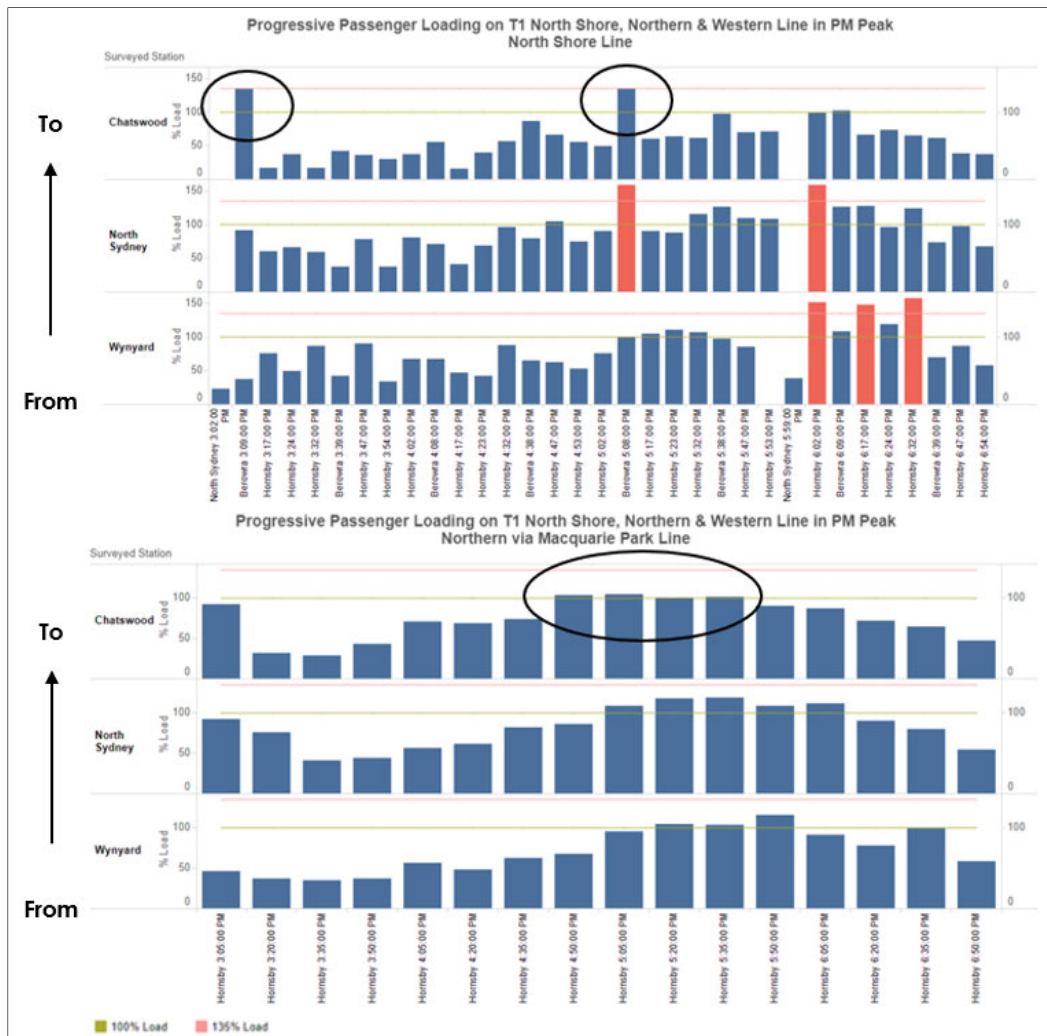 Progressive Passenger Loading on T1 North Shore, Northern & Western Line in PM Peak
North Shore Line
Surveyed Station
To
From
Chatswood
% Load
150
100
50
0
100
0
North
Sydney
% Load
150
100
50
0
100
0
Wynyard
% Load
150
100
50
0
100
0
North Sydney 3:02:00
PM
Berowra 3:09:00 PM
Hornsby 3:17:00 PM
Hornsby 3:24:00 PM
Hornsby 3:32:00 PM
Berowra 3:39:00 PM
Hornsby 3:47:00 PM
Hornsby 3:54:00 PM
Hornsby 4:02:00 PM
Berowra 4:08:00 PM
Hornsby 4:17:00 PM
Hornsby 4:23:00 PM
Hornsby 4:32:00 PM
Berowra 4:38:00 PM
Hornsby 4:47:00 PM
Hornsby 4:53:00 PM
Hornsby 5:02:00 PM
Berowra 5:08:00 PM
Hornsby 5:17:00 PM
Hornsby 5:23:00 PM
Hornsby 5:32:00 PM
Berowra 5:38:00 PM
Hornsby 5:47:00 PM
Hornsby 5:53:00 PM
North Sydney 5:59:00
PM
Hornsby 6:02:00 PM
Berowra 6:09:00 PM
Hornsby 6:17:00 PM
Hornsby 6:24:00 PM
Hornsby 6:32:00 PM
Berowra 6:39:00 PM
Hornsby 6:47:00 PM
Hornsby 6:54:00 PM
Progressive Passenger Loading on T1 North Shore, Northern & Western Line in PM Peak
Northern via Macquarie Park Line
Surveyed Station
To
From
Chatswood
% Load
100
50
0
100
0
North
Sydney
% Load
100
50
0
100
0
Wynyard
% Load
100
50
0
100
0
Hornsby 3:05:00 PM
Hornsby 3:20:00 PM
Hornsby 3:35:00 PM
Hornsby 3:50:00 PM
Hornsby 4:05:00 PM
Hornsby 4:20:00 PM
Hornsby 4:35:00 PM
Hornsby 4:50:00 PM
Hornsby 5:05:00 PM
Hornsby 5:20:00 PM
Hornsby 5:35:00 PM
Hornsby 5:50:00 PM
Hornsby 6:05:00 PM
Hornsby 6:20:00 PM
Hornsby 6:35:00 PM
Hornsby 6:50:00 PM
100% Load
135% Load